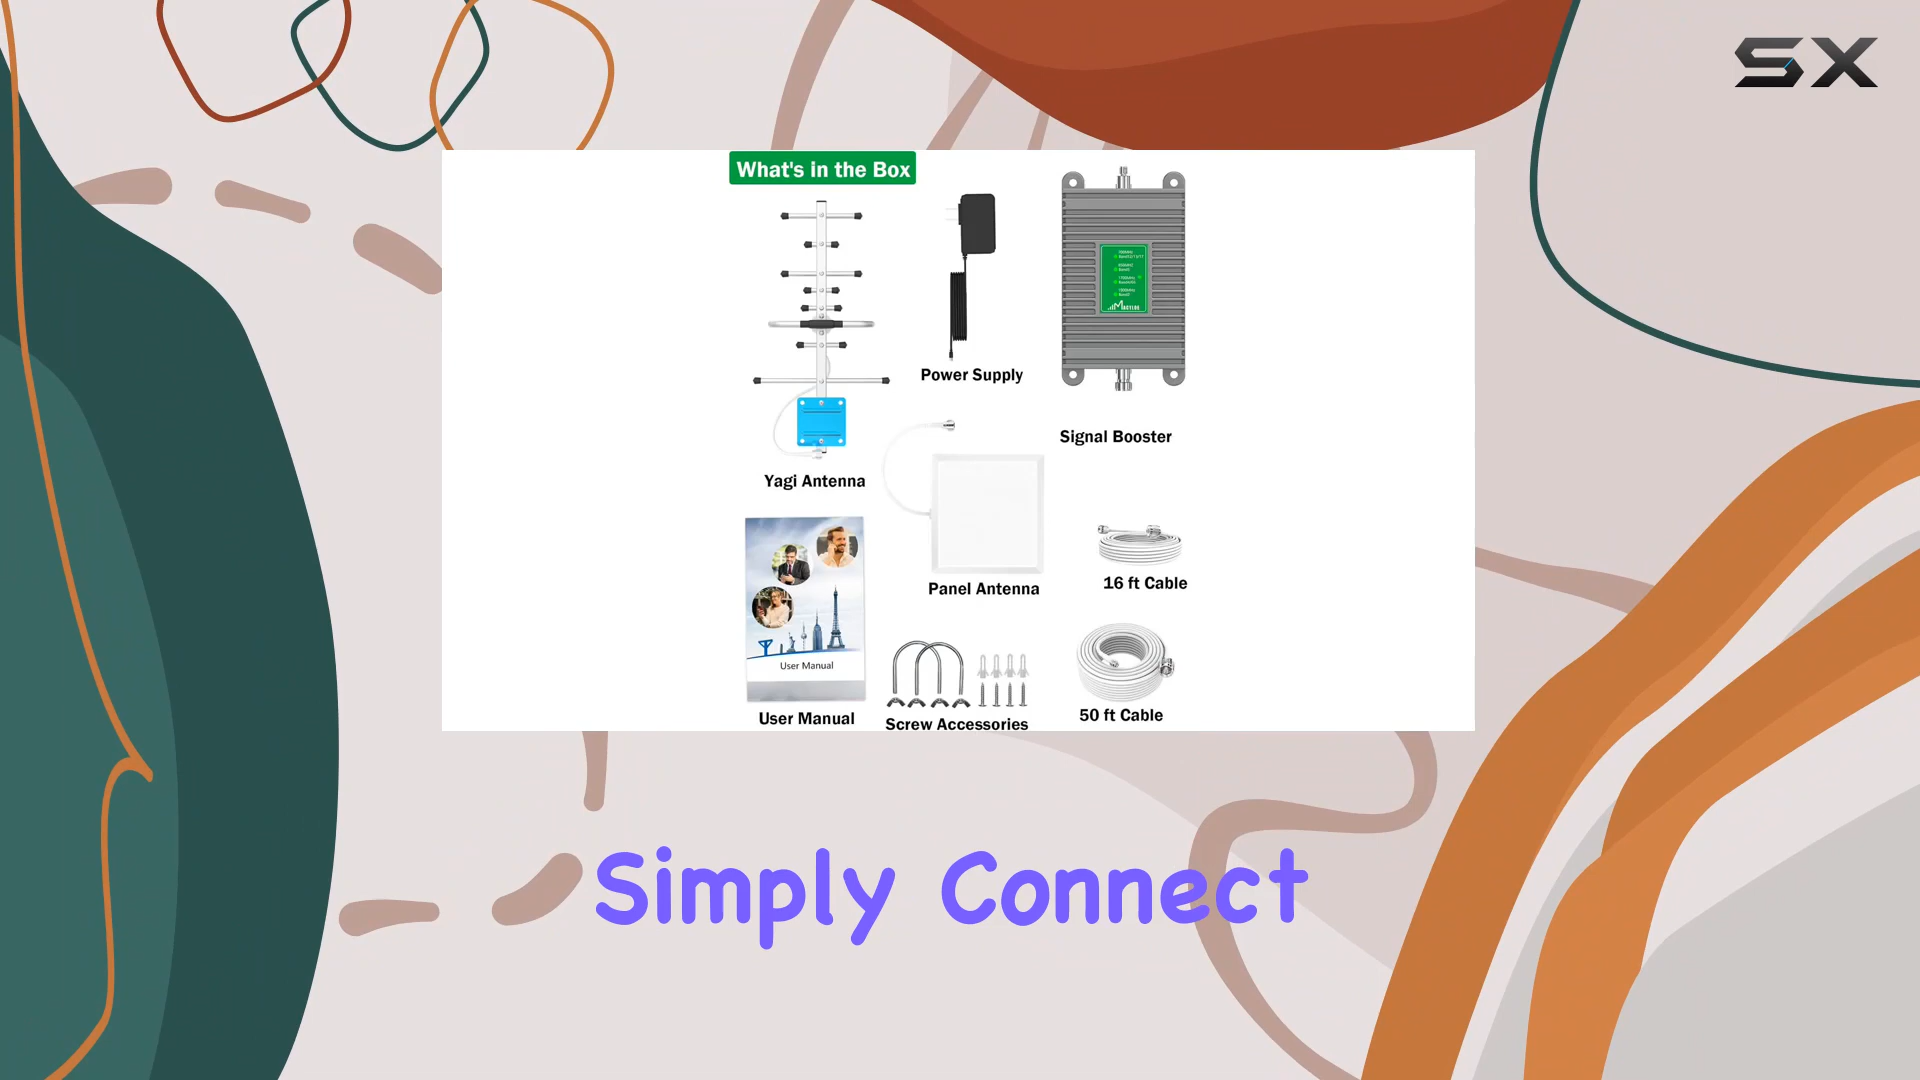 SX
What's in the Box
Power Supply
Signal Booster
Yagi Antenna
Panel Antenna
16 ft Cable
User Manual
User Manual
Screw Accessories
50 ft Cable
Simply Connect